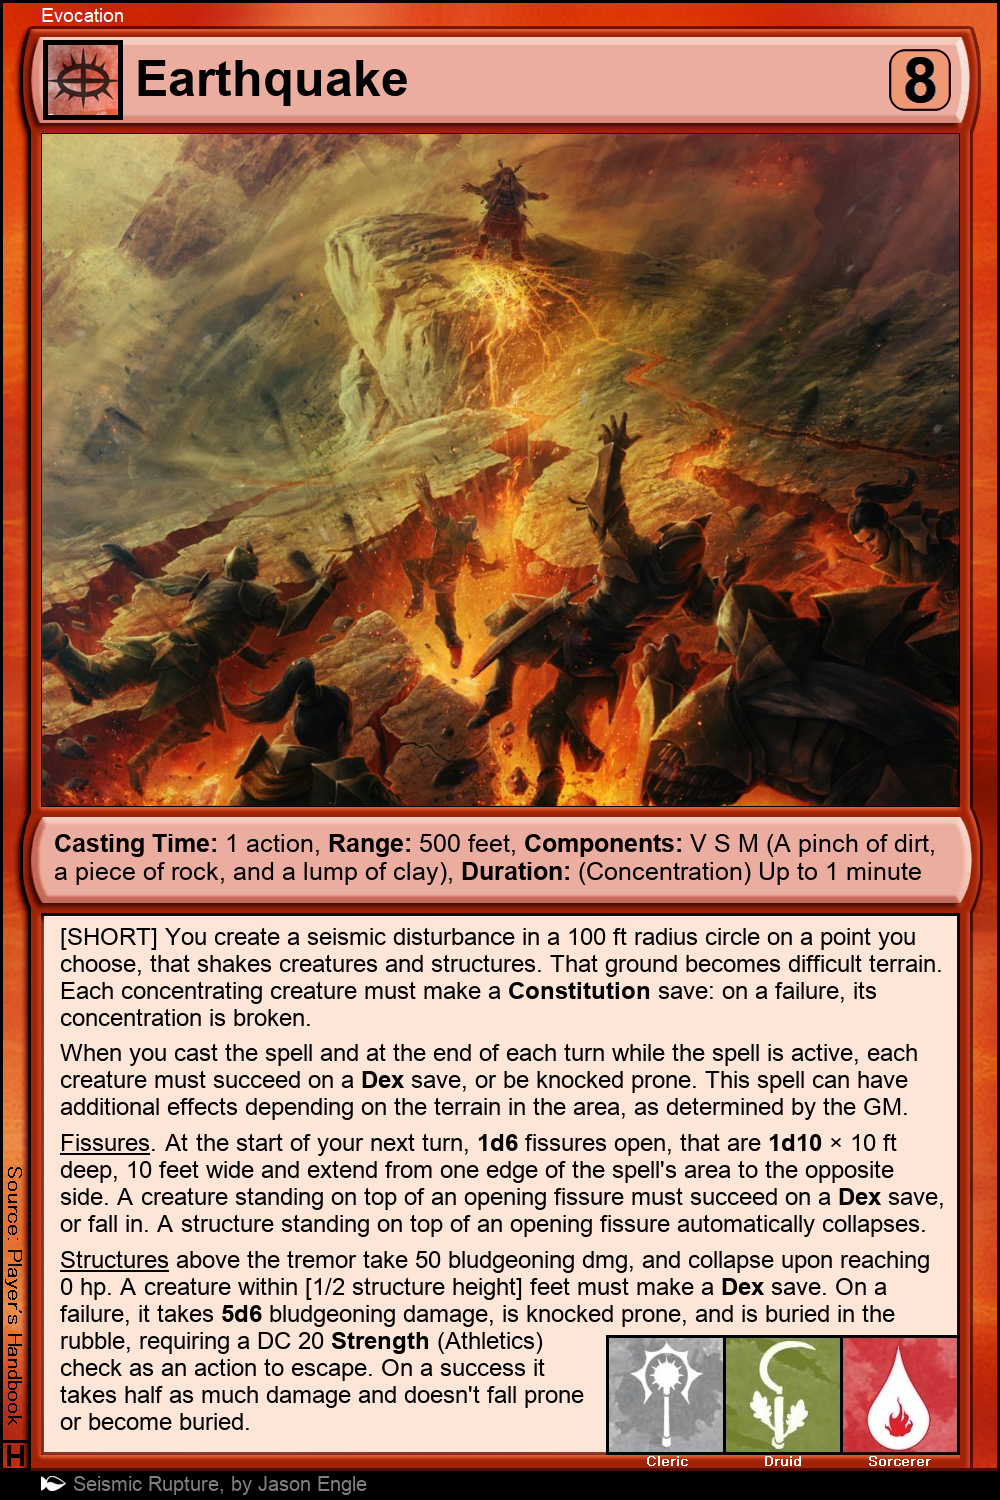 Evocation
Earthquake
8
Casting Time: 1 action, Range: 500 feet, Components: V S M (A pinch of dirt,
a piece of rock, and a lump of clay), Duration: (Concentration) Up to 1 minute
[SHORT] You create a seismic disturbance in a 100 ft radius circle on a point you
choose, that shakes creatures and structures. That ground becomes difficult terrain.
Each concentrating creature must make a Constitution save: on a failure, its
concentration is broken.
When you cast the spell and at the end of each turn while the spell is active, each
creature must succeed on a Dex save, or be knocked prone. This spell can have
additional effects depending on the terrain in the area, as determined by the GM.
Fissures. At the start of your next turn, 1d6 fissures open, that are 1d10 × 10 ft
deep, 10 feet wide and extend from one edge of the spell's area to the opposite
side. A creature standing on top of an opening fissure must succeed on a Dex save,
or fall in. A structure standing on top of an opening fissure automatically collapses.
Structures above the tremor take 50 bludgeoning dmg, and collapse upon reaching
0 hp. A creature within [1/2 structure height] feet must make a Dex save. On a
failure, it takes 5d6 bludgeoning damage, is knocked prone, and is buried in the
rubble, requiring a DC 20 Strength (Athletics)
check as an action to escape. On a success it
takes half as much damage and doesn't fall prone
or become buried.
Cleric
Druid
Sorcerer
Source: Player's Handbook
H
Seismic Rupture, by Jason Engle